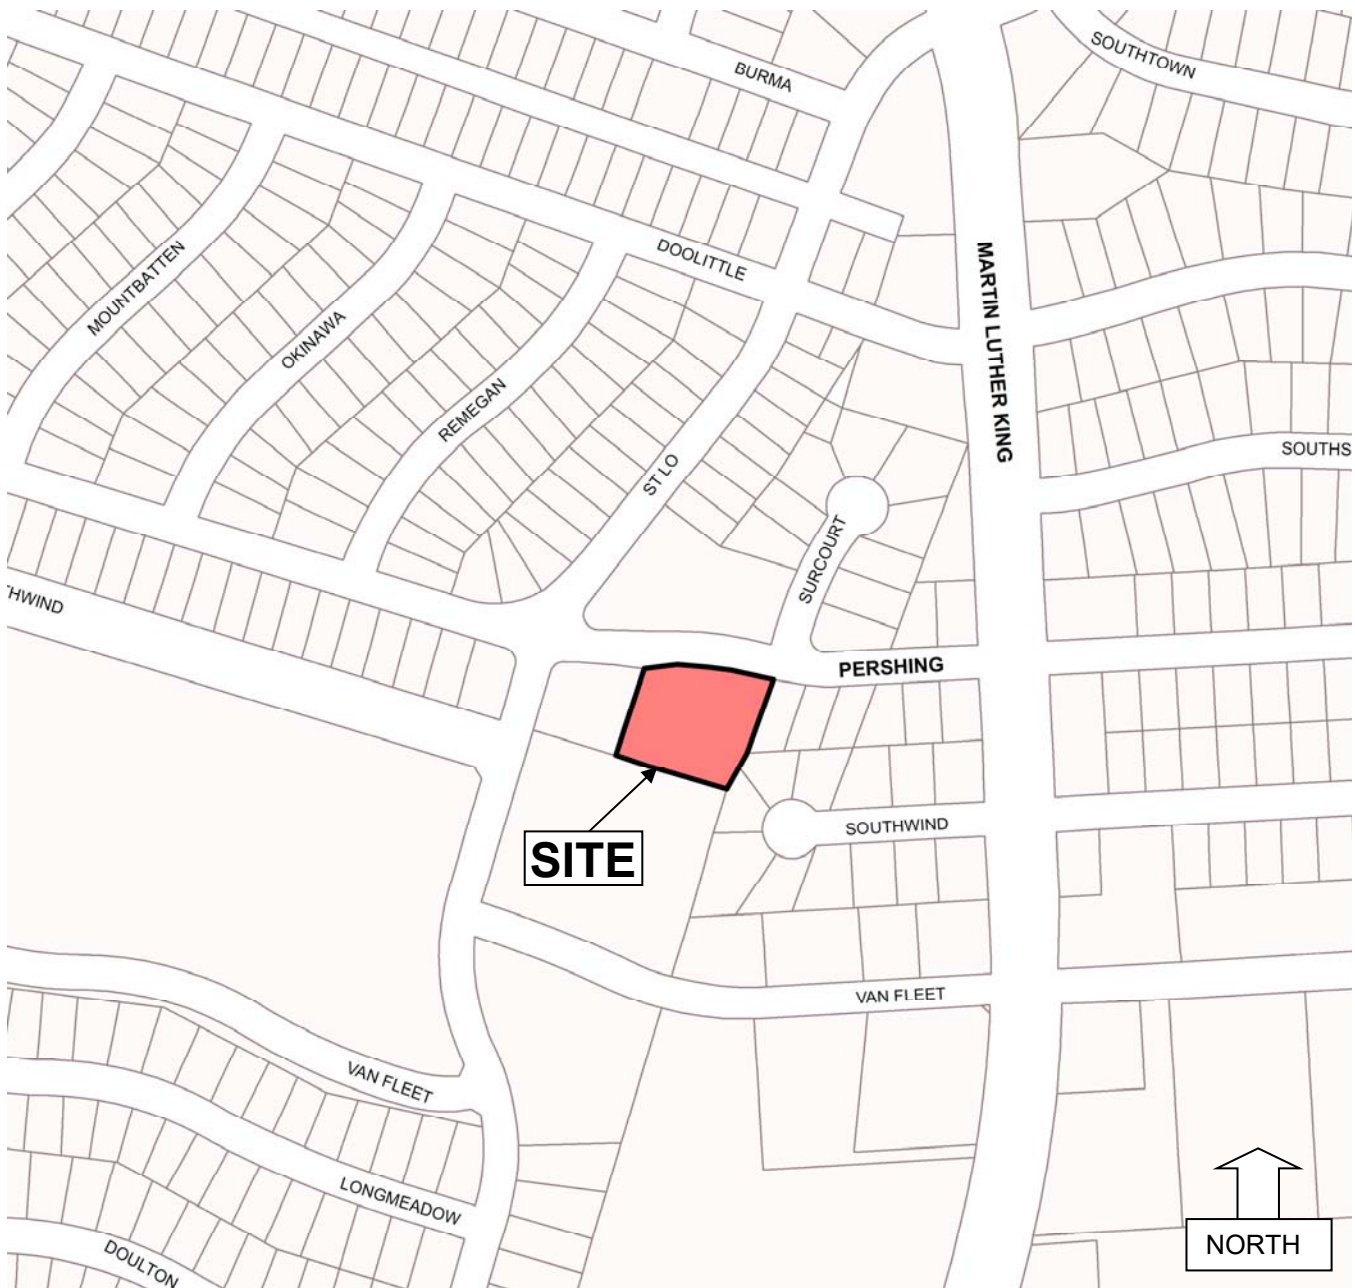 SOUTHTOWN
BURMA
MOUNTBATTEN
DOOLITTLE
MARTIN LUTHER KING
OKINAWA
REMEGAN
ST LO
SOUTHS
SURCOURT
THWIND
PERSHING
SOUTHWIND
SITE
VAN FLEET
VAN FLEET
LONGMEADOW
DOULTON
NORTH